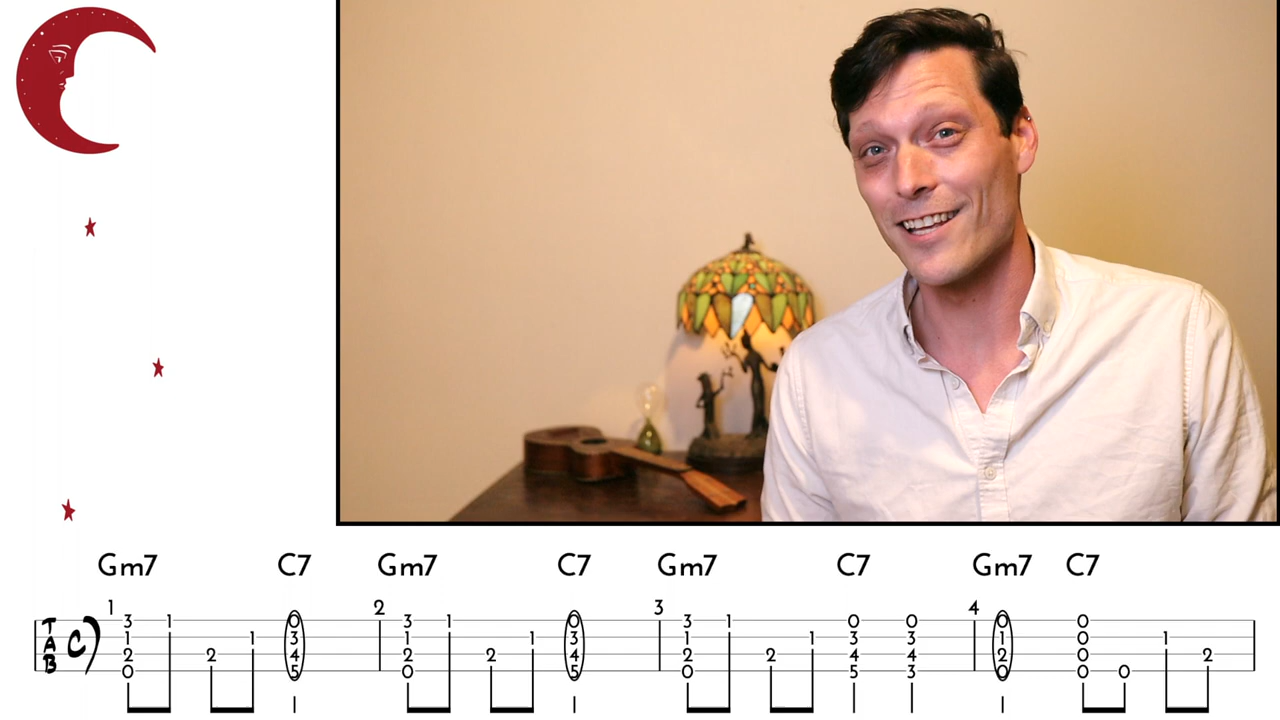 Gm7 C7 Gm7 C7 Gm7 C7 Gm7 C7
1 2 3 4
T 3 1 0 3 1 0 3 1 0 0 0 0
A 1 1 3 1 1 3 1 1 3 3 1 0 1
B 2 2 4 2 2 4 2 2 4 4 2 0 2
0 5 0 5 0 5 3 0 0 0
C